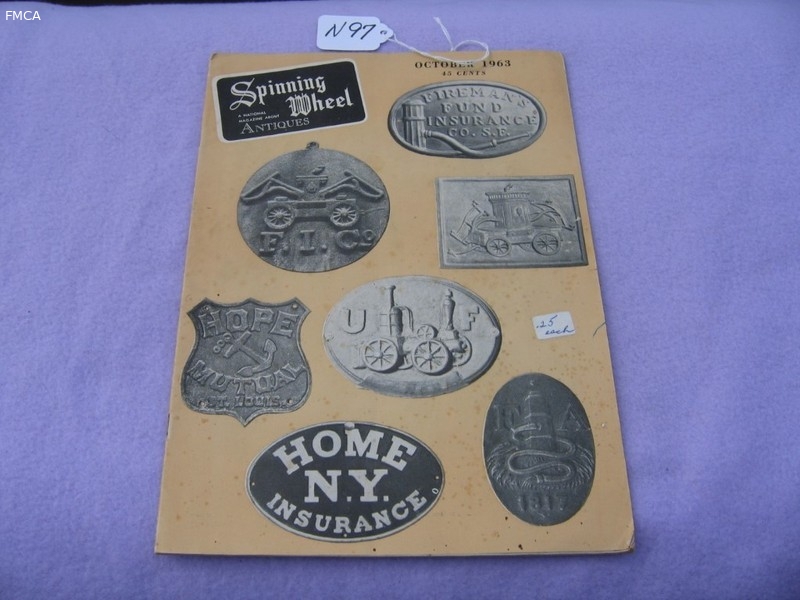 FMCA
N97
OCTOBER 1963
45 CENTS
Spinning
Wheel
A NATIONAL
MAGAZINE ABOUT
ANTIQUES
FIREMAN'S
FUND
INSURANCE
CO. S.F.
F. I. Co
HOPE
MUTUAL
ST. LOUIS.
U F
.25
each
F A
1817
HOME
N.Y.
INSURANCE